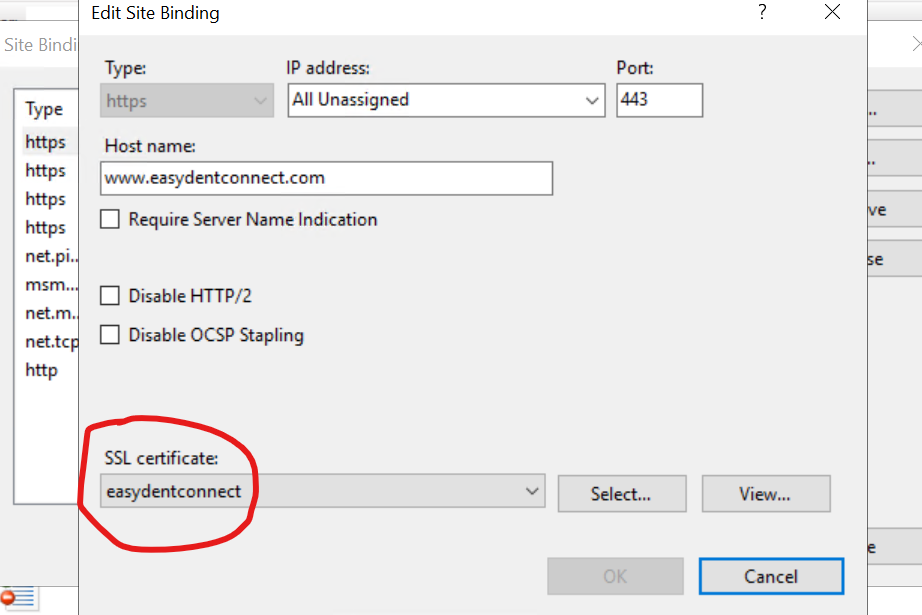 Edit Site Binding
?
Site Bindi
Type: IP address: Port:
https All Unassigned 443
Host name:
www.easydentconnect.com
Require Server Name Indication
Disable HTTP/2
Disable OCSP Stapling
SSL certificate:
easydentconnect Select... View...
OK Cancel
Type
https
https
https
https
net.pi...
msm...
net.m...
net.tcp
http
...
...
ve
se
e